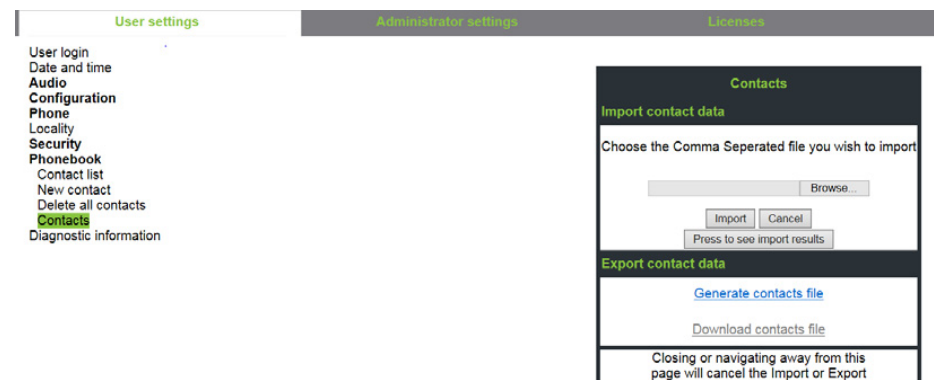 User settings
Administrator settings
Licenses
User login
Date and time
Audio
Configuration
Phone
Locality
Security
Phonebook
Contact list
New contact
Delete all contacts
Contacts
Diagnostic information
Contacts
Import contact data
Choose the Comma Seperated file you wish to import
Browse...
Import
Cancel
Press to see import results
Export contact data
Generate contacts file
Download contacts file
Closing or navigating away from this
page will cancel the Import or Export